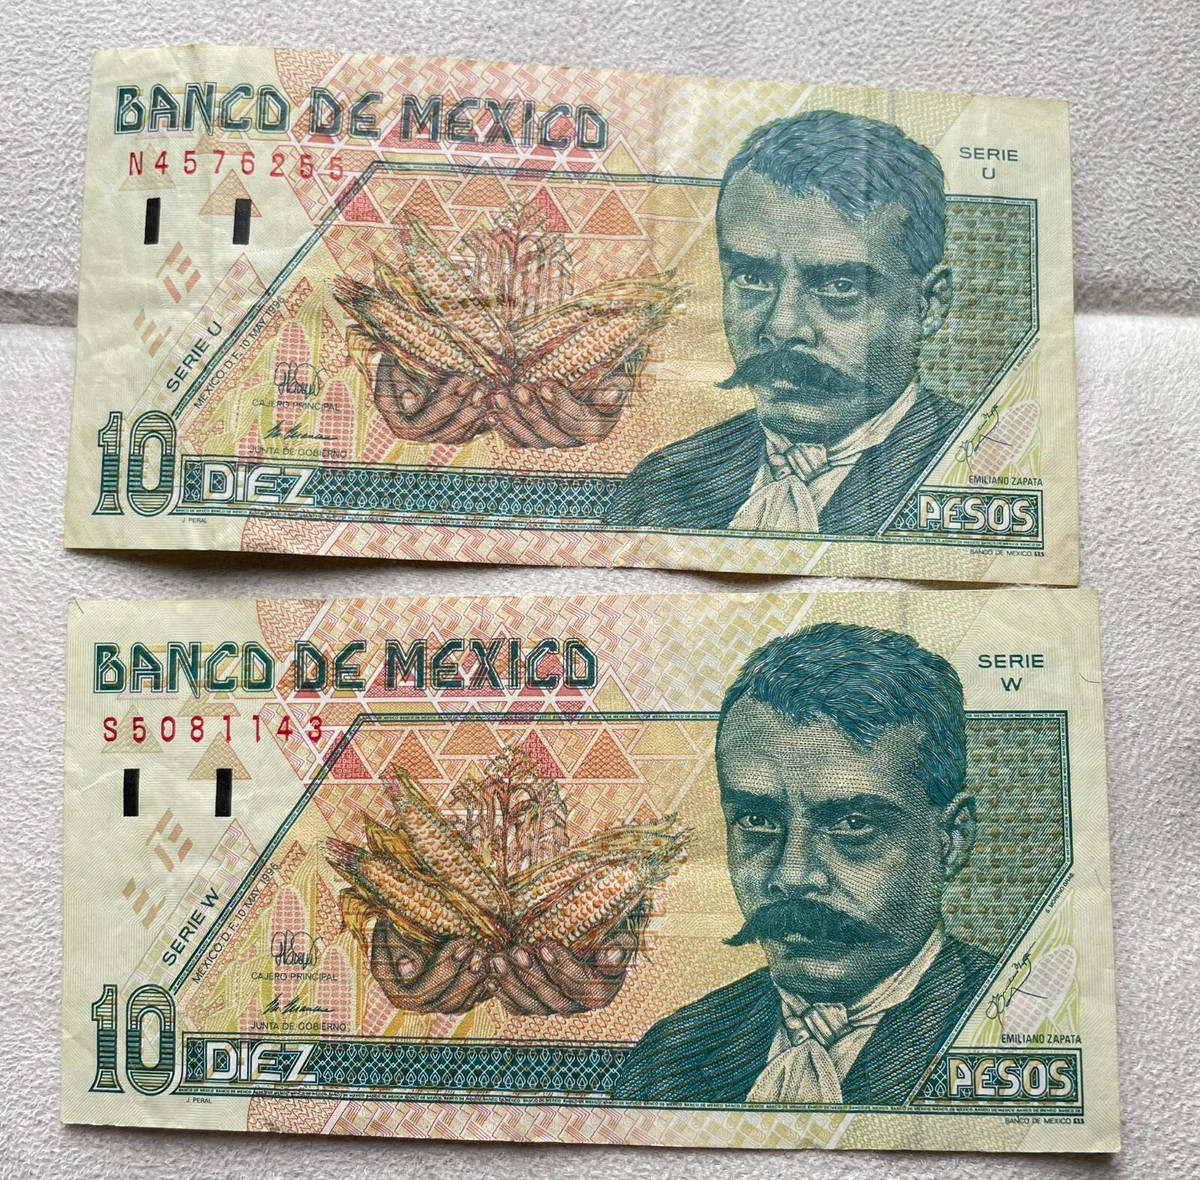 BANCO DE MEXICO
N4576255
SERIE
U
SERIE U
MEXICO D.F. 10 MAY 1996
CAJERO PRINCIPAL
JUNTA DE GOBIERNO
10
DIEZ
J. PERAL
EMILIANO ZAPATA
PESOS
BANCO DE MEXICO
BANCO DE MEXICO
S5081143
SERIE
W
SERIE W
MEXICO D.F. 10 MAY 1996
CAJERO PRINCIPAL
JUNTA DE GOBIERNO
10
DIEZ
J. PERAL
EMILIANO ZAPATA
PESOS
BANCO DE MEXICO